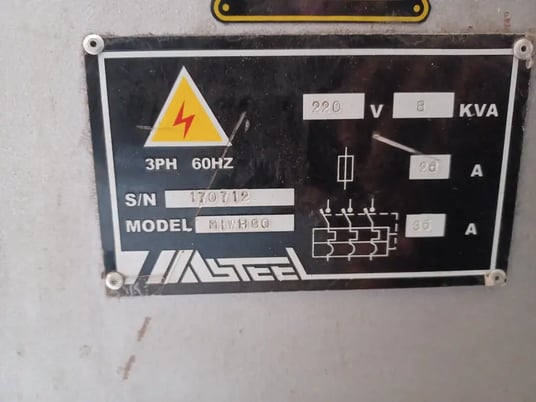 220 V 8 KVA
3PH 60HZ
A
S/N 170712
MODEL
35 A